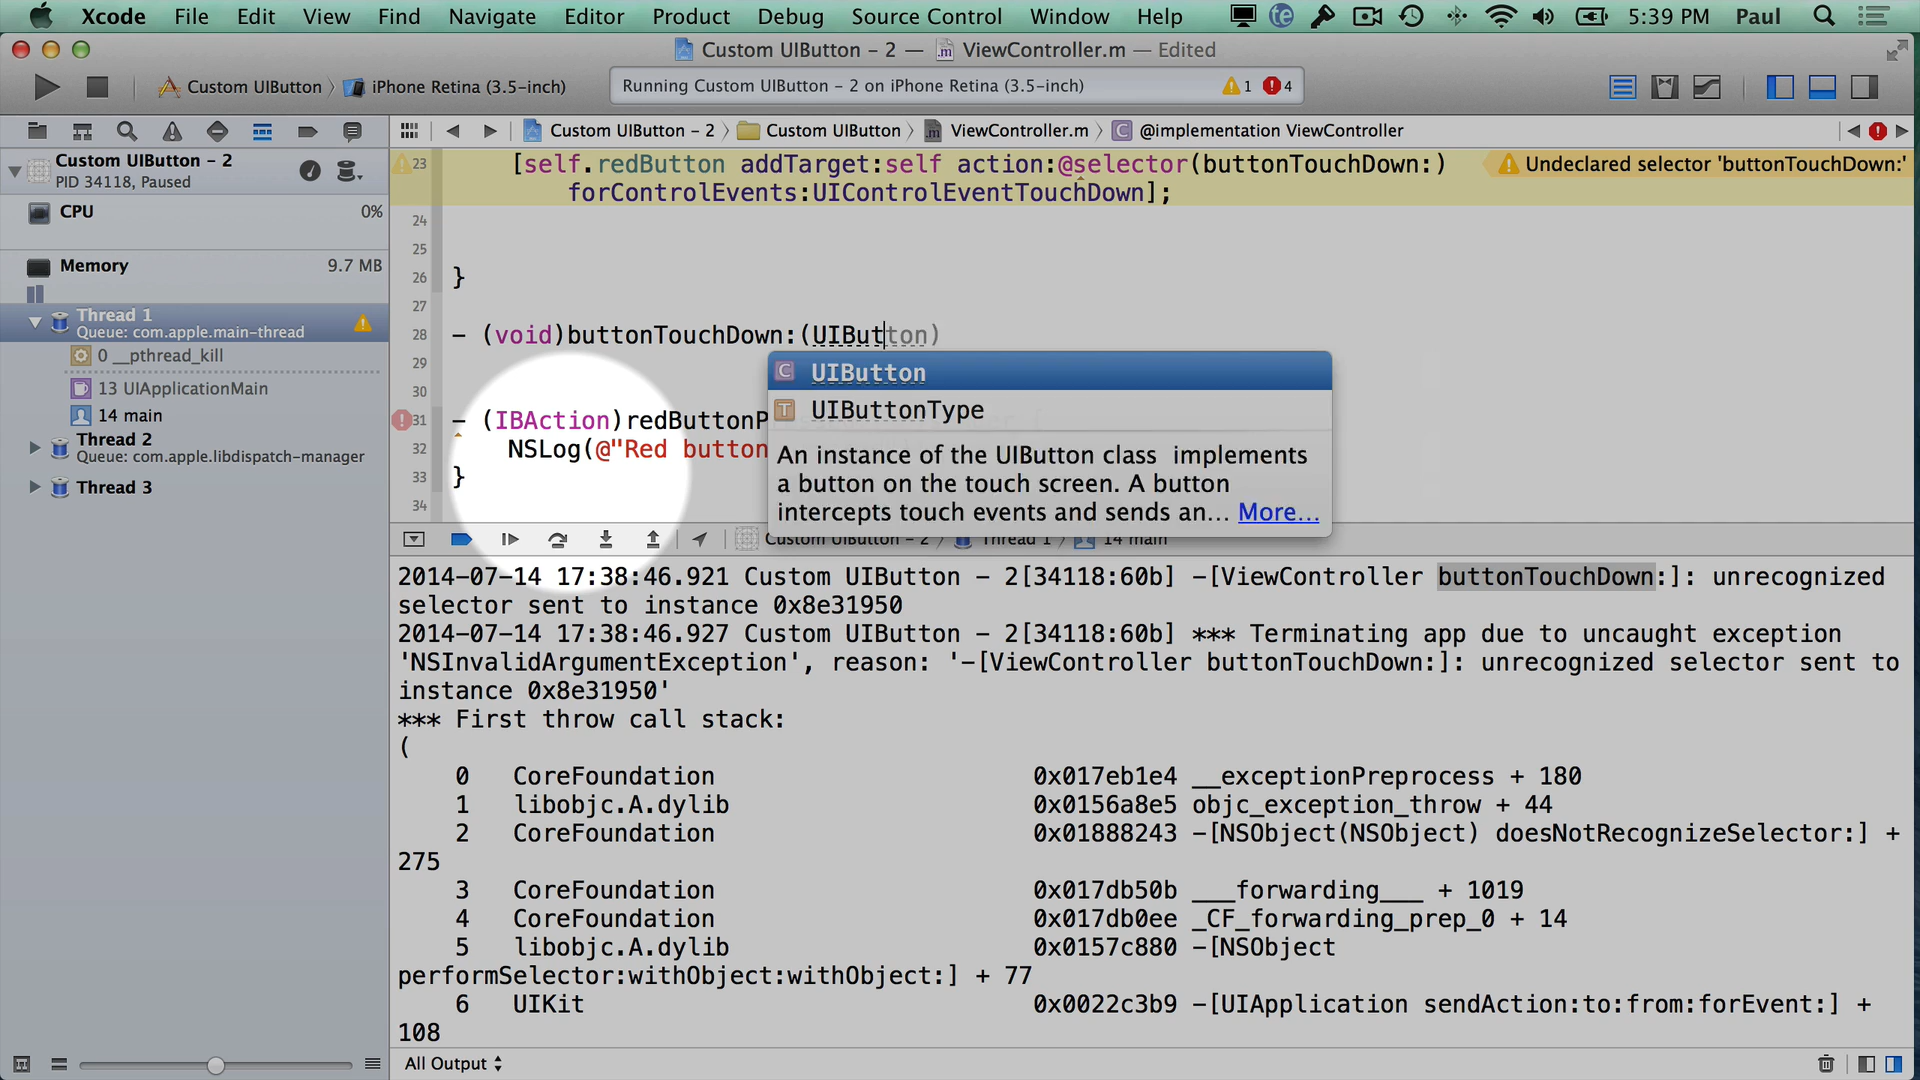 Xcode File Edit View Find Navigate Editor Product Debug Source Control Window Help te 5:39 PM Paul
Custom UIButton - 2 — .m ViewController.m — Edited
Custom UIButton iPhone Retina (3.5-inch) Running Custom UIButton - 2 on iPhone Retina (3.5-inch) 1 4
Custom UIButton - 2 Custom UIButton .m ViewController.m C @implementation ViewController
Custom UIButton - 2
PID 34118, Paused
CPU 0%
Memory 9.7 MB
Thread 1
Queue: com.apple.main-thread
0 __pthread_kill
13 UIApplicationMain
14 main
Thread 2
Queue: com.apple.libdispatch-manager
Thread 3
23 [self.redButton addTarget:self action:@selector(buttonTouchDown:) Undeclared selector 'buttonTouchDown:'
forControlEvents:UIControlEventTouchDown];
24
25
26 }
27
28 - (void)buttonTouchDown:(UIButton)
29
30
31 - (IBAction)redButtonP
32 NSLog(@"Red button
33 }
34
C UIButton
T UIButtonType
An instance of the UIButton class implements
a button on the touch screen. A button
intercepts touch events and sends an... More...
Custom UIButton - 2 Thread 1 14 main
2014-07-14 17:38:46.921 Custom UIButton - 2[34118:60b] -[ViewController buttonTouchDown:]: unrecognized
selector sent to instance 0x8e31950
2014-07-14 17:38:46.927 Custom UIButton - 2[34118:60b] *** Terminating app due to uncaught exception
'NSInvalidArgumentException', reason: '-[ViewController buttonTouchDown:]: unrecognized selector sent to
instance 0x8e31950'
*** First throw call stack:
(
0 CoreFoundation 0x017eb1e4 __exceptionPreprocess + 180
1 libobjc.A.dylib 0x0156a8e5 objc_exception_throw + 44
2 CoreFoundation 0x01888243 -[NSObject(NSObject) doesNotRecognizeSelector:] +
275
3 CoreFoundation 0x017db50b ___forwarding___ + 1019
4 CoreFoundation 0x017db0ee _CF_forwarding_prep_0 + 14
5 libobjc.A.dylib 0x0157c880 -[NSObject
performSelector:withObject:withObject:] + 77
6 UIKit 0x0022c3b9 -[UIApplication sendAction:to:from:forEvent:] +
108
All Output